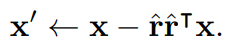 x′ ← x − r̂r̂ᵀx.